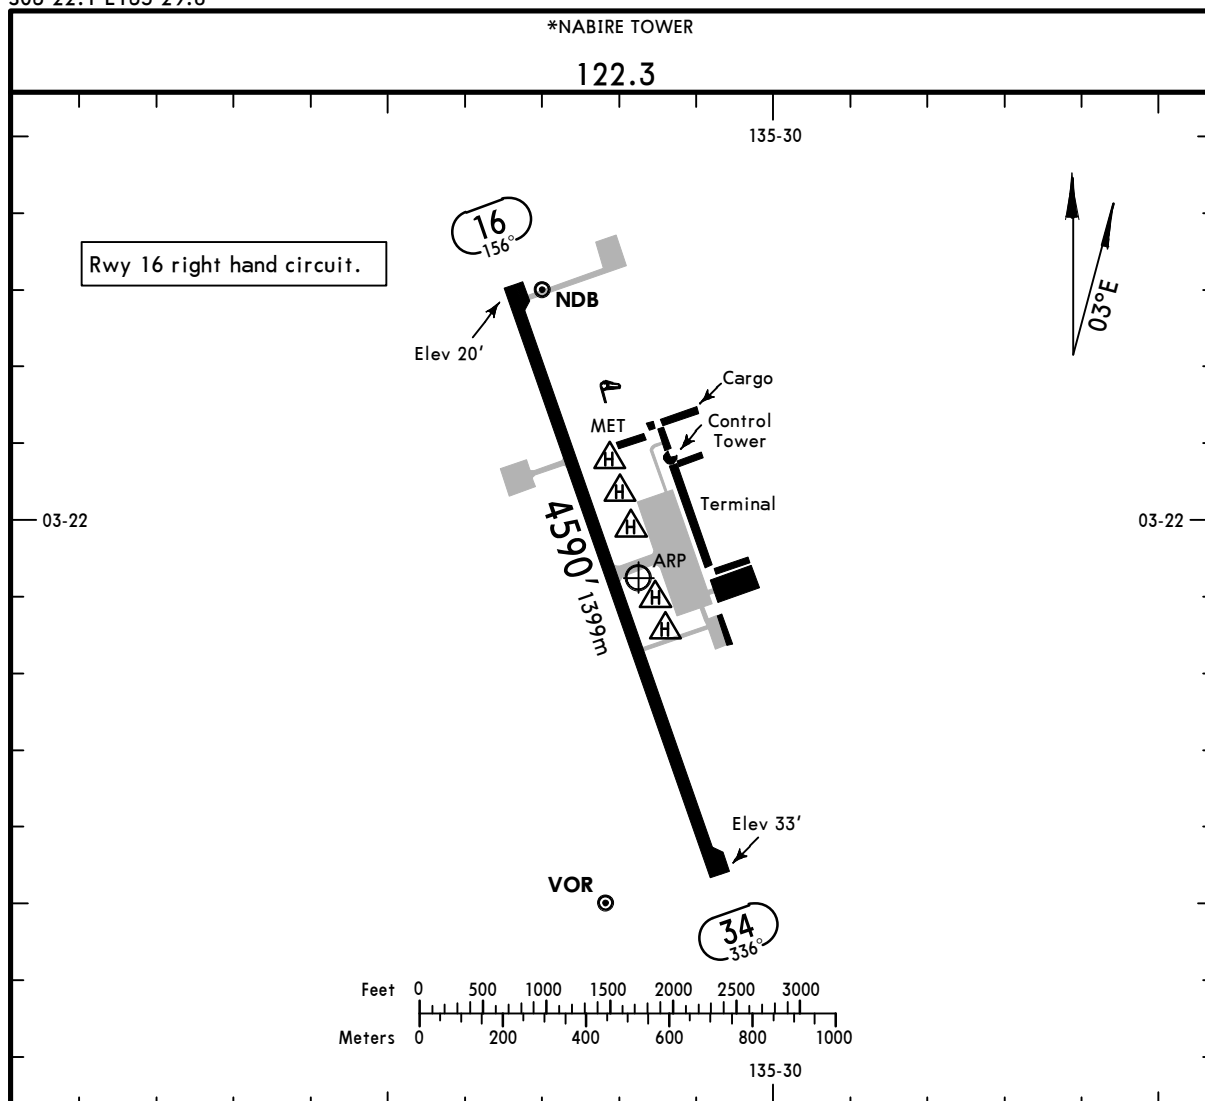 *NABIRE TOWER
122.3
135-30
16
156°
Rwy 16 right hand circuit.
03°E
NDB
Elev 20'
Cargo
MET
Control
Tower
H
H
Terminal
03-22
03-22
H
4590'
1399m
ARP
H
H
Elev 33'
VOR
34
336°
Feet 0 500 1000 1500 2000 2500 3000
Meters 0 200 400 600 800 1000
135-30